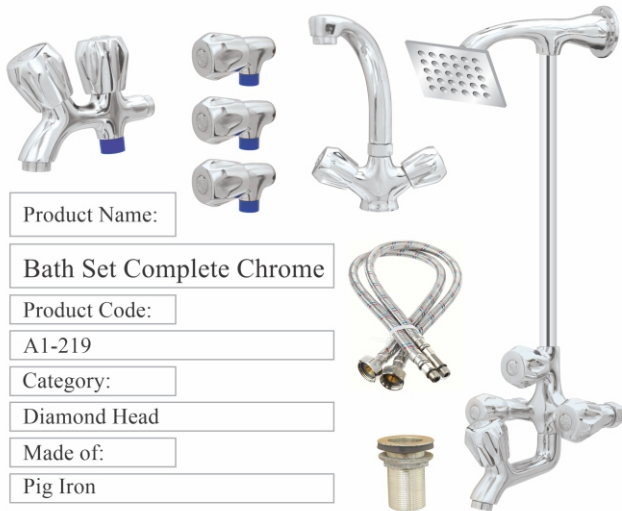 Product Name:
Bath Set Complete Chrome
Product Code:
A1-219
Category:
Diamond Head
Made of:
Pig Iron